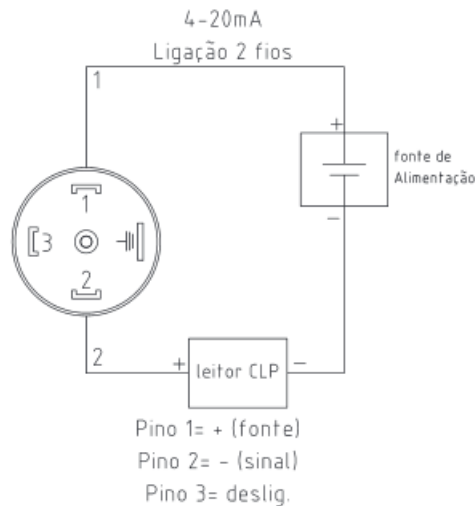 4-20mA
Ligação 2 fios
1
+
fonte de
Alimentação
-
1
3
2
2
+
leitor CLP
-
Pino 1= + (fonte)
Pino 2= - (sinal)
Pino 3= deslig.